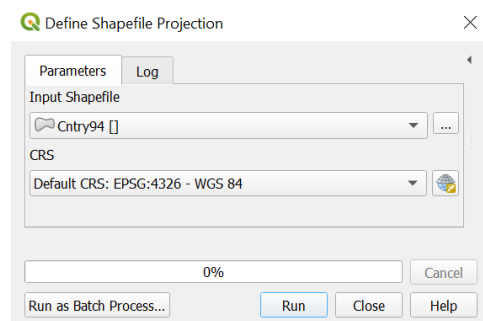 Define Shapefile Projection
Parameters Log
Input Shapefile
Cntry94 []
...
CRS
Default CRS: EPSG:4326 - WGS 84
0%
Cancel
Run as Batch Process...
Run
Close
Help